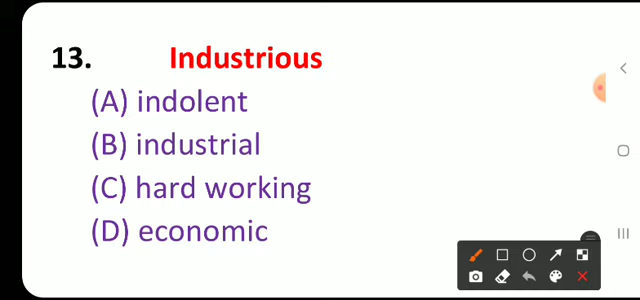 13. Industrious
(A) indolent
(B) industrial
(C) hard working
(D) economic